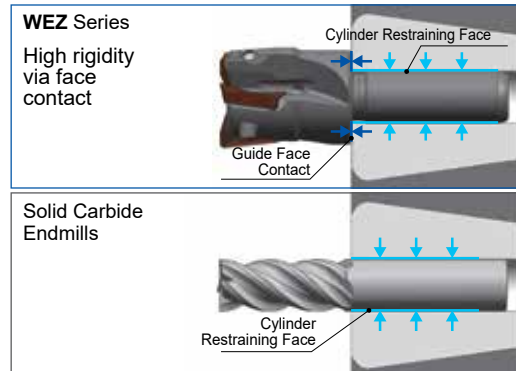 WEZ Series
High rigidity
via face
contact
Cylinder Restraining Face
Guide Face
Contact
Solid Carbide
Endmills
Cylinder
Restraining Face